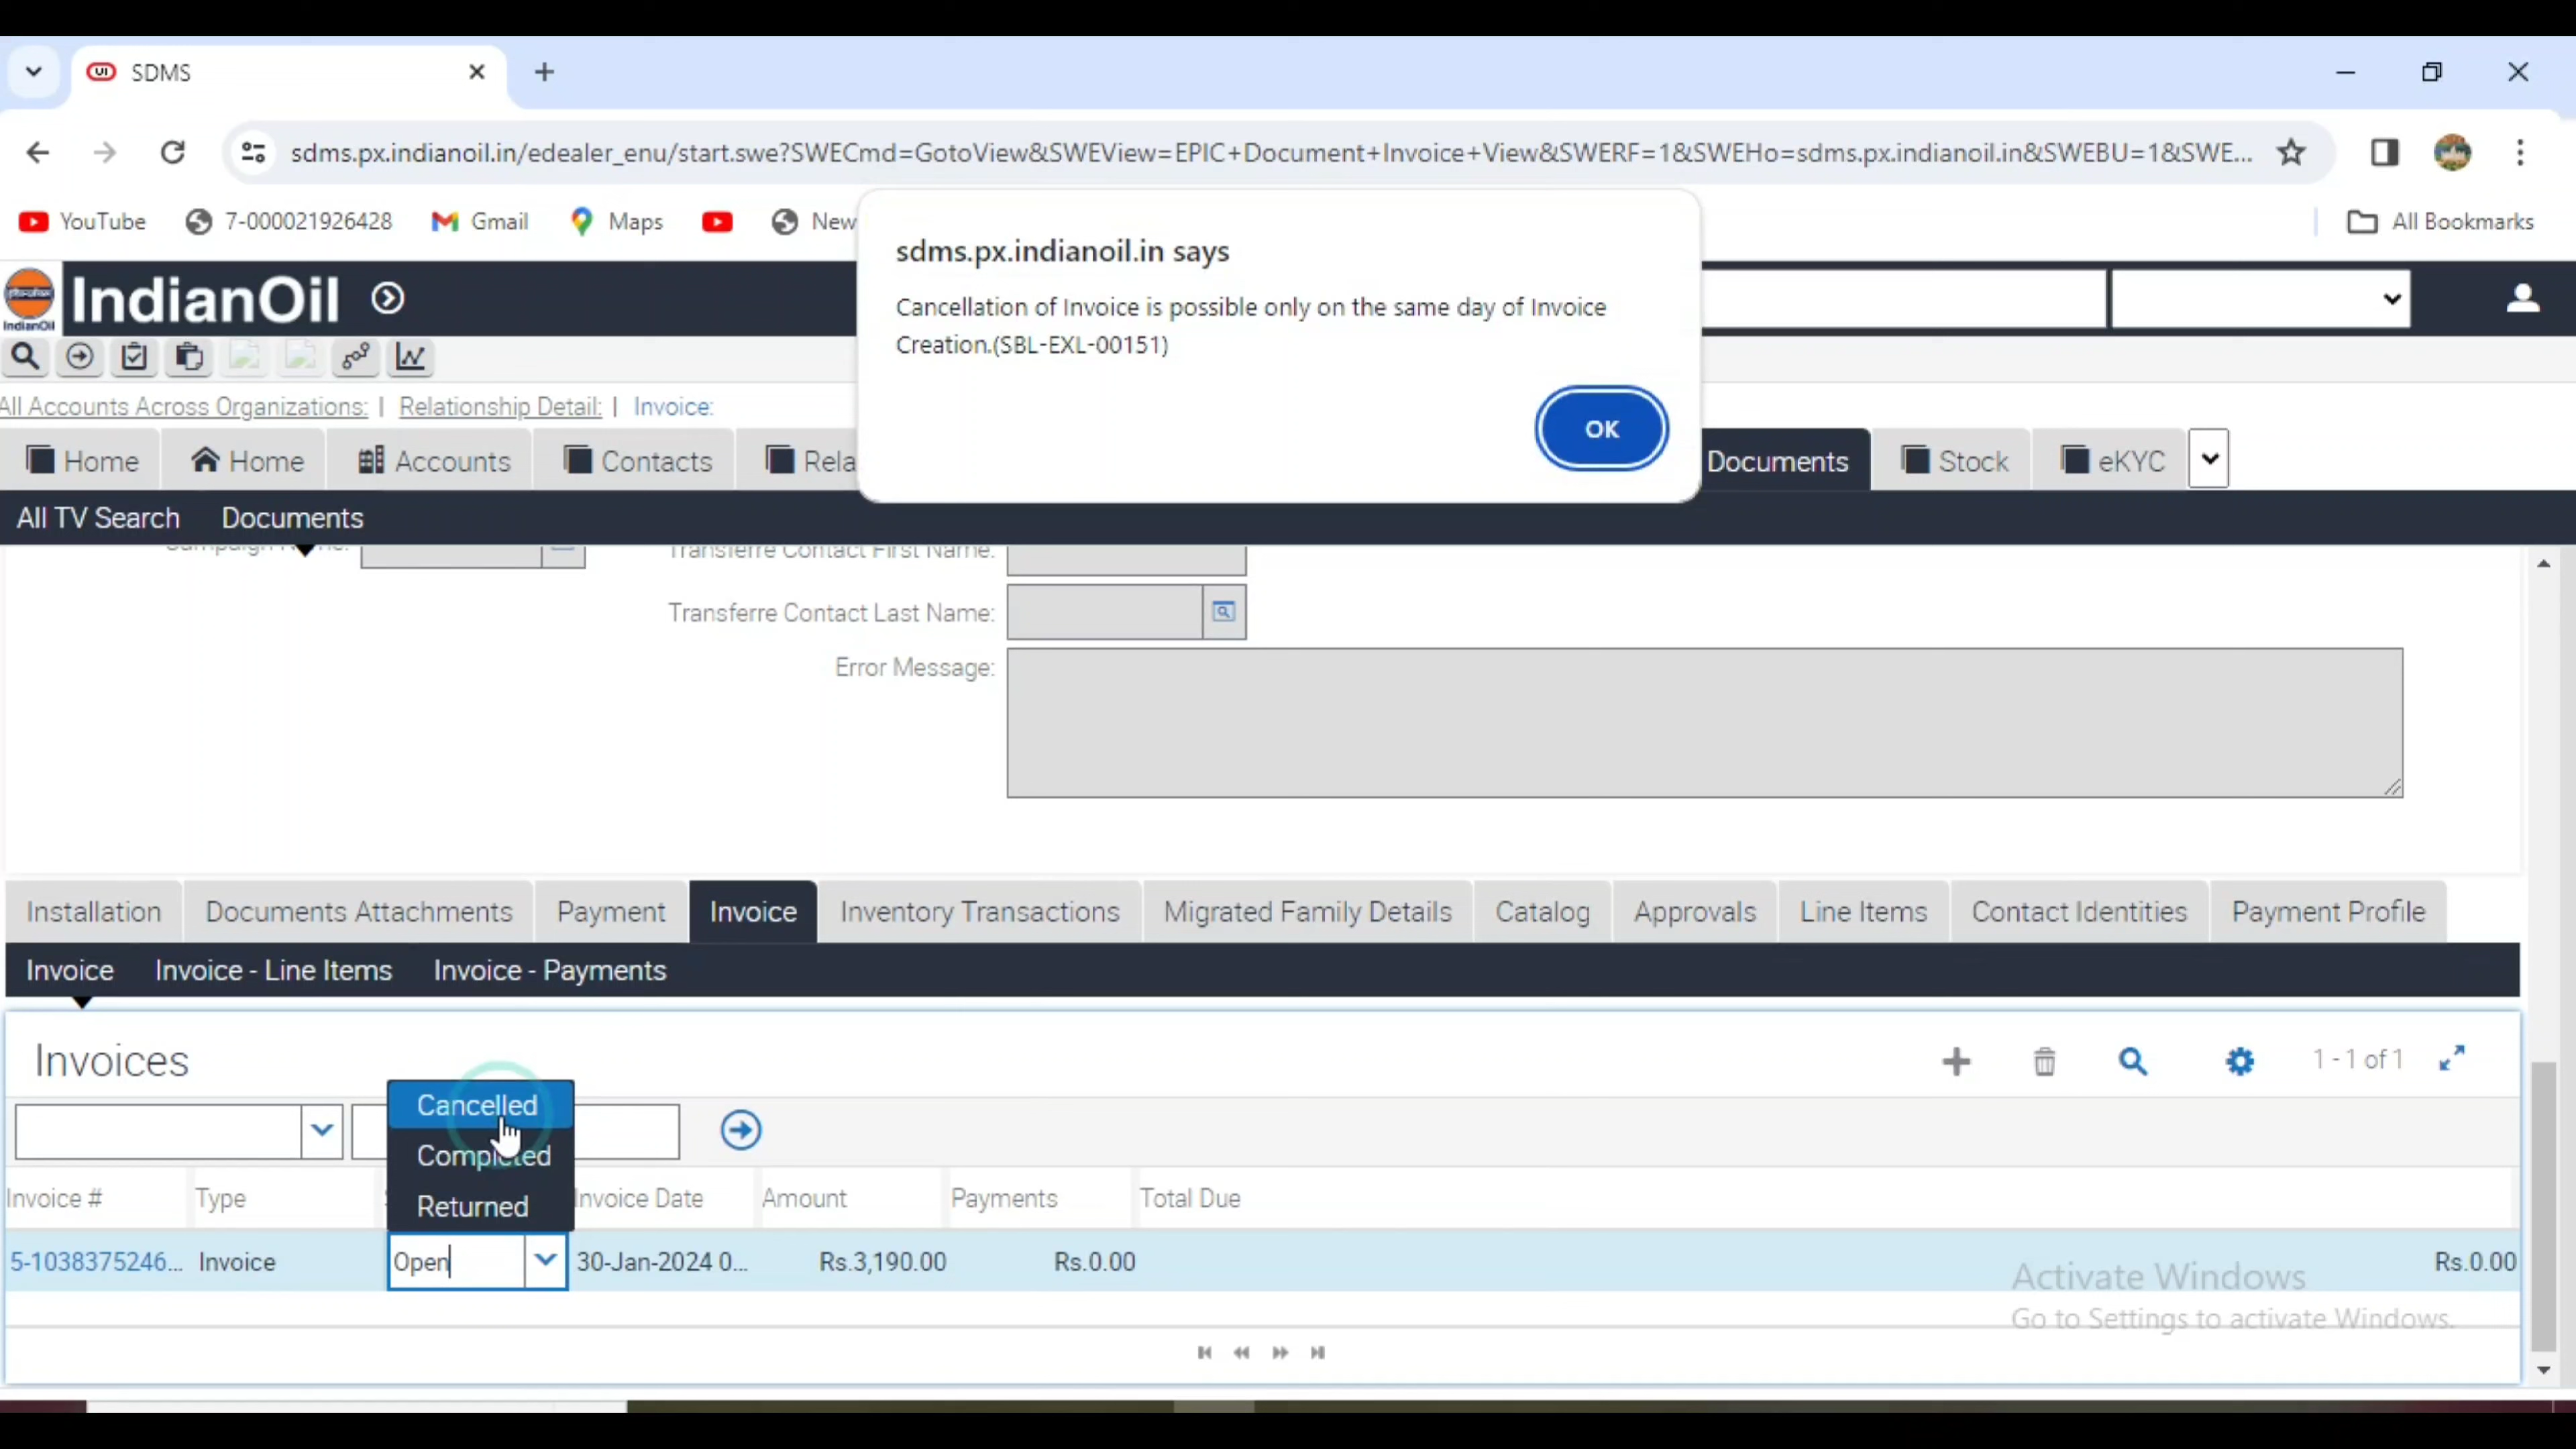 SDMS
sdms.px.indianoil.in/edealer_enu/start.swe?SWECmd=GotoView&SWEView=EPIC+Document+Invoice+View&SWERF=1&SWEHo=sdms.px.indianoil.in&SWEBU=1&SWE...
YouTube 7-000021926428 Gmail Maps New All Bookmarks
sdms.px.indianoil.in says
Cancellation of Invoice is possible only on the same day of Invoice
Creation.(SBL-EXL-00151)
OK
IndianOil IndianOil
All Accounts Across Organizations: | Relationship Detail: | Invoice:
Home Home Accounts Contacts Rela Documents Stock eKYC
All TV Search Documents
Transferre Contact First Name:
Transferre Contact Last Name:
Error Message:
Installation Documents Attachments Payment Invoice Inventory Transactions Migrated Family Details Catalog Approvals Line Items Contact Identities Payment Profile
Invoice Invoice - Line Items Invoice - Payments
Invoices 1 - 1 of 1
Cancelled
Completed
Returned
Invoice # Type Invoice Date Amount Payments Total Due
5-1038375246... Invoice Open 30-Jan-2024 0... Rs.3,190.00 Rs.0.00 Rs.0.00
Activate Windows
Go to Settings to activate Windows.